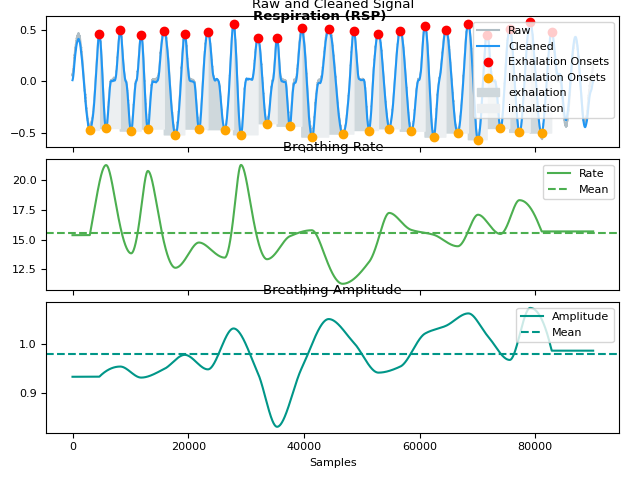 Raw and Cleaned Signal
Respiration (RSP)
0.5
0.0
−0.5
Raw
Cleaned
Exhalation Onsets
Inhalation Onsets
exhalation
inhalation
Breathing Rate
20.0
17.5
15.0
12.5
Rate
Mean
Breathing Amplitude
1.0
0.9
Amplitude
Mean
0
20000
40000
60000
80000
Samples